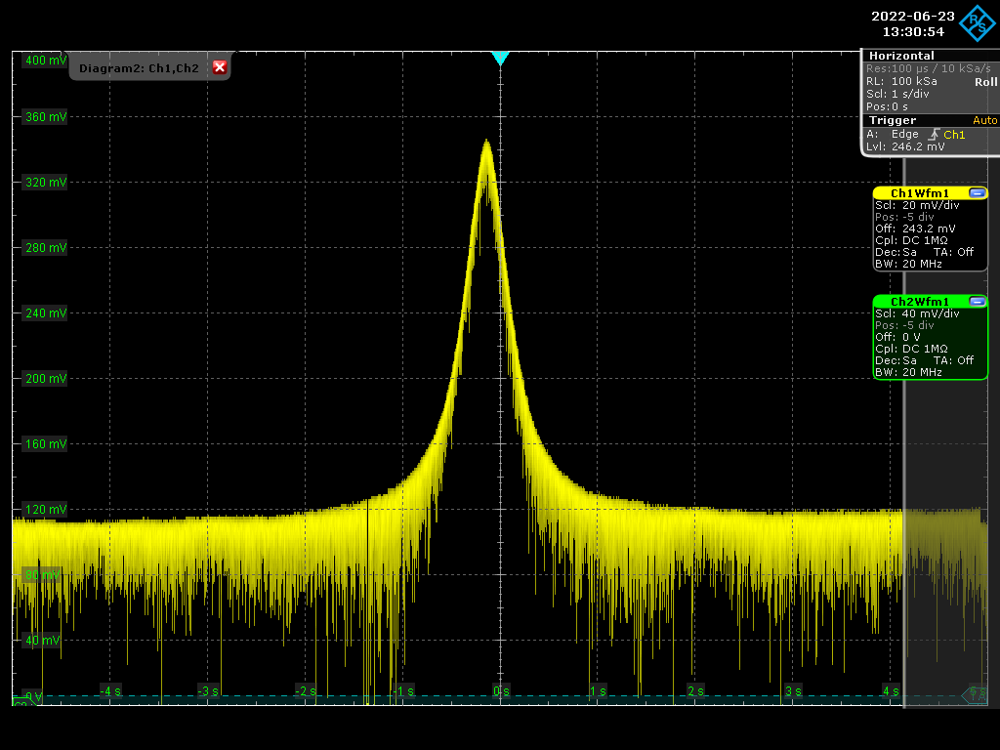 2022-06-23
13:30:54
R&S
400 mV
Diagram2: Ch1,Ch2
360 mV
320 mV
280 mV
240 mV
200 mV
160 mV
120 mV
80 mV
40 mV
0 V
-4 s
-3 s
-2 s
-1 s
0 s
1 s
2 s
3 s
4 s
Horizontal
Res:100 µs / 10 kSa/s
RL: 100 kSa Roll
Scl: 1 s/div
Pos:0 s
Trigger Auto
A: Edge Ch1
Lvl: 246.2 mV
Ch1Wfm1
Scl: 20 mV/div
Pos: -5 div
Off: 243.2 mV
Cpl: DC 1MΩ
Dec:Sa TA: Off
BW: 20 MHz
Ch2Wfm1
Scl: 40 mV/div
Pos: -5 div
Off: 0 V
Cpl: DC 1MΩ
Dec:Sa TA: Off
BW: 20 MHz